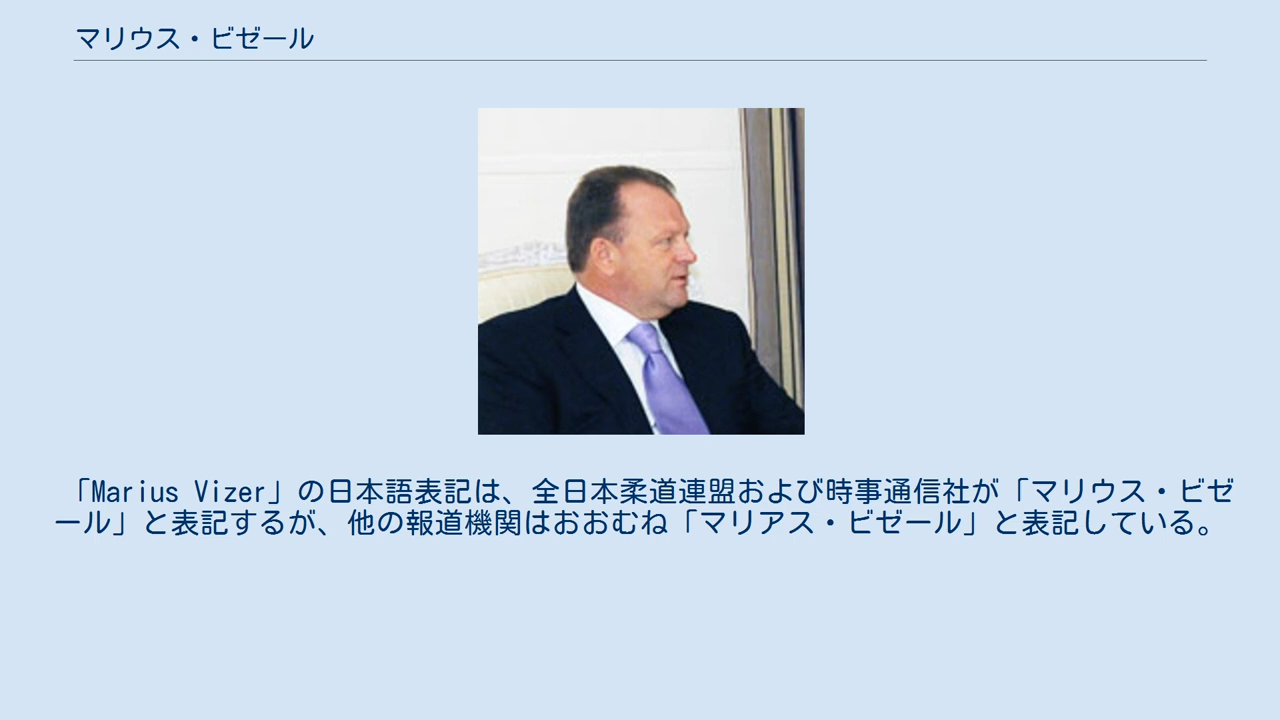 マリウス・ビゼール
「Marius Vizer」の日本語表記は、全日本柔道連盟および時事通信社が「マリウス・ビゼ
ール」と表記するが、他の報道機関はおおむね「マリアス・ビゼール」と表記している。